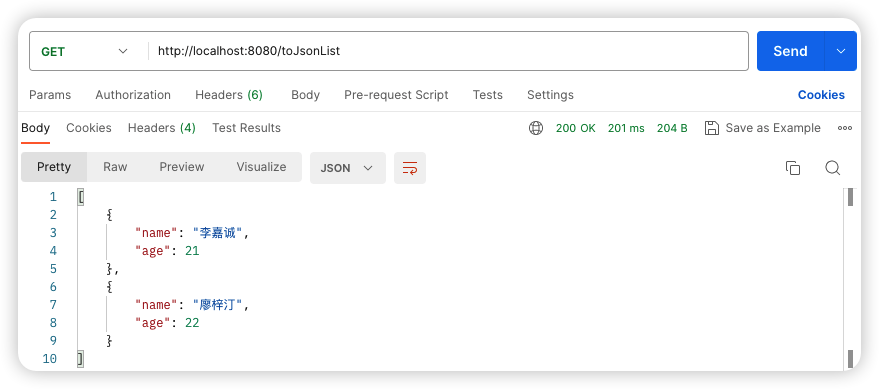 GET http://localhost:8080/toJsonList Send
Params Authorization Headers (6) Body Pre-request Script Tests Settings Cookies
Body Cookies Headers (4) Test Results 200 OK 201 ms 204 B Save as Example
Pretty Raw Preview Visualize JSON
1 [
2 {
3 "name": "李嘉诚",
4 "age": 21
5 },
6 {
7 "name": "廖梓汀",
8 "age": 22
9 }
10 ]